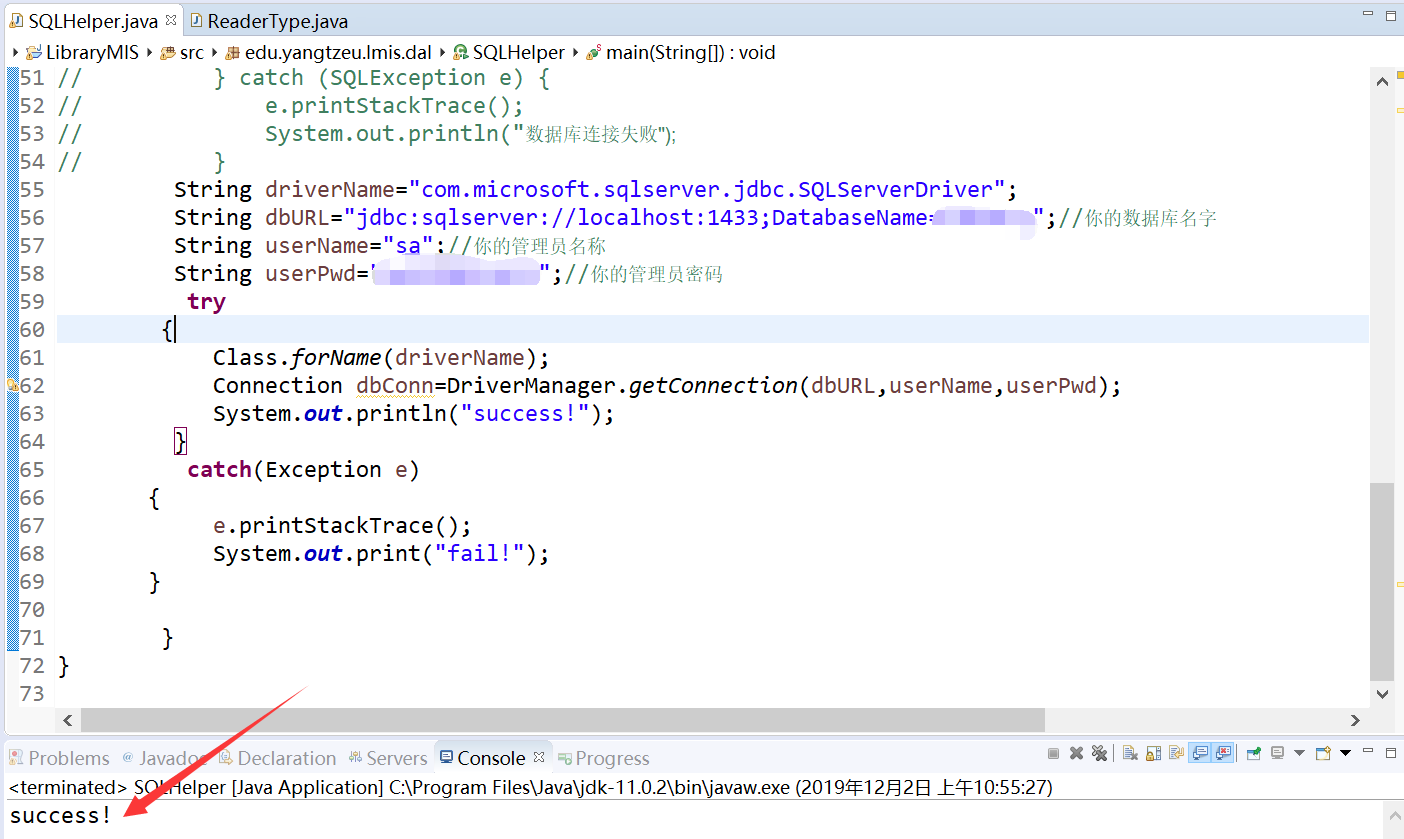 SQLHelper.java ReaderType.java
LibraryMIS src edu.yangtzeu.lmis.dal SQLHelper main(String[]) : void
51 // } catch (SQLException e) {
52 // e.printStackTrace();
53 // System.out.println("数据库连接失败");
54 // }
55 String driverName="com.microsoft.sqlserver.jdbc.SQLServerDriver";
56 String dbURL="jdbc:sqlserver://localhost:1433;DatabaseName=";//你的数据库名字
57 String userName="sa";//你的管理员名称
58 String userPwd="";//你的管理员密码
59 try
60 {
61 Class.forName(driverName);
62 Connection dbConn=DriverManager.getConnection(dbURL,userName,userPwd);
63 System.out.println("success!");
64 }
65 catch(Exception e)
66 {
67 e.printStackTrace();
68 System.out.print("fail!");
69 }
70
71 }
72 }
73
Problems @ Javadoc Declaration Servers Console Progress
<terminated> SQLHelper [Java Application] C:\Program Files\Java\jdk-11.0.2\bin\javaw.exe (2019年12月2日 上午10:55:27)
success!